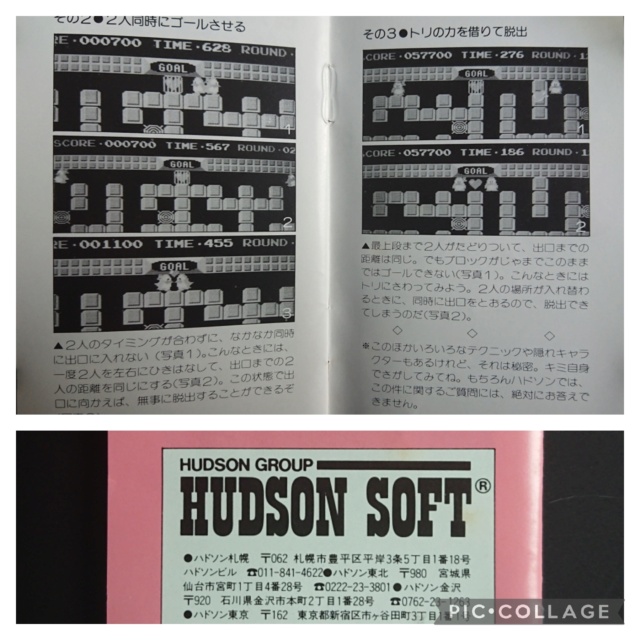 その2●2人同時にゴールさせる
RE・000700 TIME・628 ROUND・
GOAL
1
SCORE・000700 TIME・567 ROUND・02
GOAL
2
RE・001100 TIME・455 ROUND・
GOAL
3
▲2人のタイミングが合わずに、なかなか同時
に出口に入れない(写真1)。こんなときには、
一度2人を左右にひきはなして、出口までの2
人の距離を同じにする(写真2)。この状態で出
口に向かえば、無事に脱出することができるぞ
その3●トリの力を借りて脱出
CORE・057700 TIME・276 ROUND・1
GOAL
1
CORE・057700 TIME・186 ROUND・1
GOAL
2
▲最上段まで2人がたどりついて、出口までの
距離は同じ。でもブロックがじゃまでこのまま
ではゴールできない(写真1)。こんなときには
トリにさわってみよう。2人の場所が入れ替わ
るときに、同時に出口をとおるので、脱出でき
てしまうのだ(写真2)。
◇ ◇ ◇
※このほかいろいろなテクニックや隠れキャラ
クターもあるけれど、それは秘密。キミ自身
でさがしてみてね。もちろんハドソンでは、
この件に関するご質問には、絶対にお答えで
きません。
HUDSON GROUP
HUDSON SOFT®
●ハドソン札幌 〒062 札幌市豊平区平岸3条5丁目1番18号
ハドソンビル ☎011-841-4622●ハドソン東北 〒980 宮城県
仙台市宮町1丁目4番28号 ☎0222-23-3801●ハドソン金沢
〒920 石川県金沢市本町2丁目1番28号 ☎0762-23-1263
●ハドソン東京 〒162 東京都新宿区市ヶ谷田町3丁目1
PIC•COLLAGE